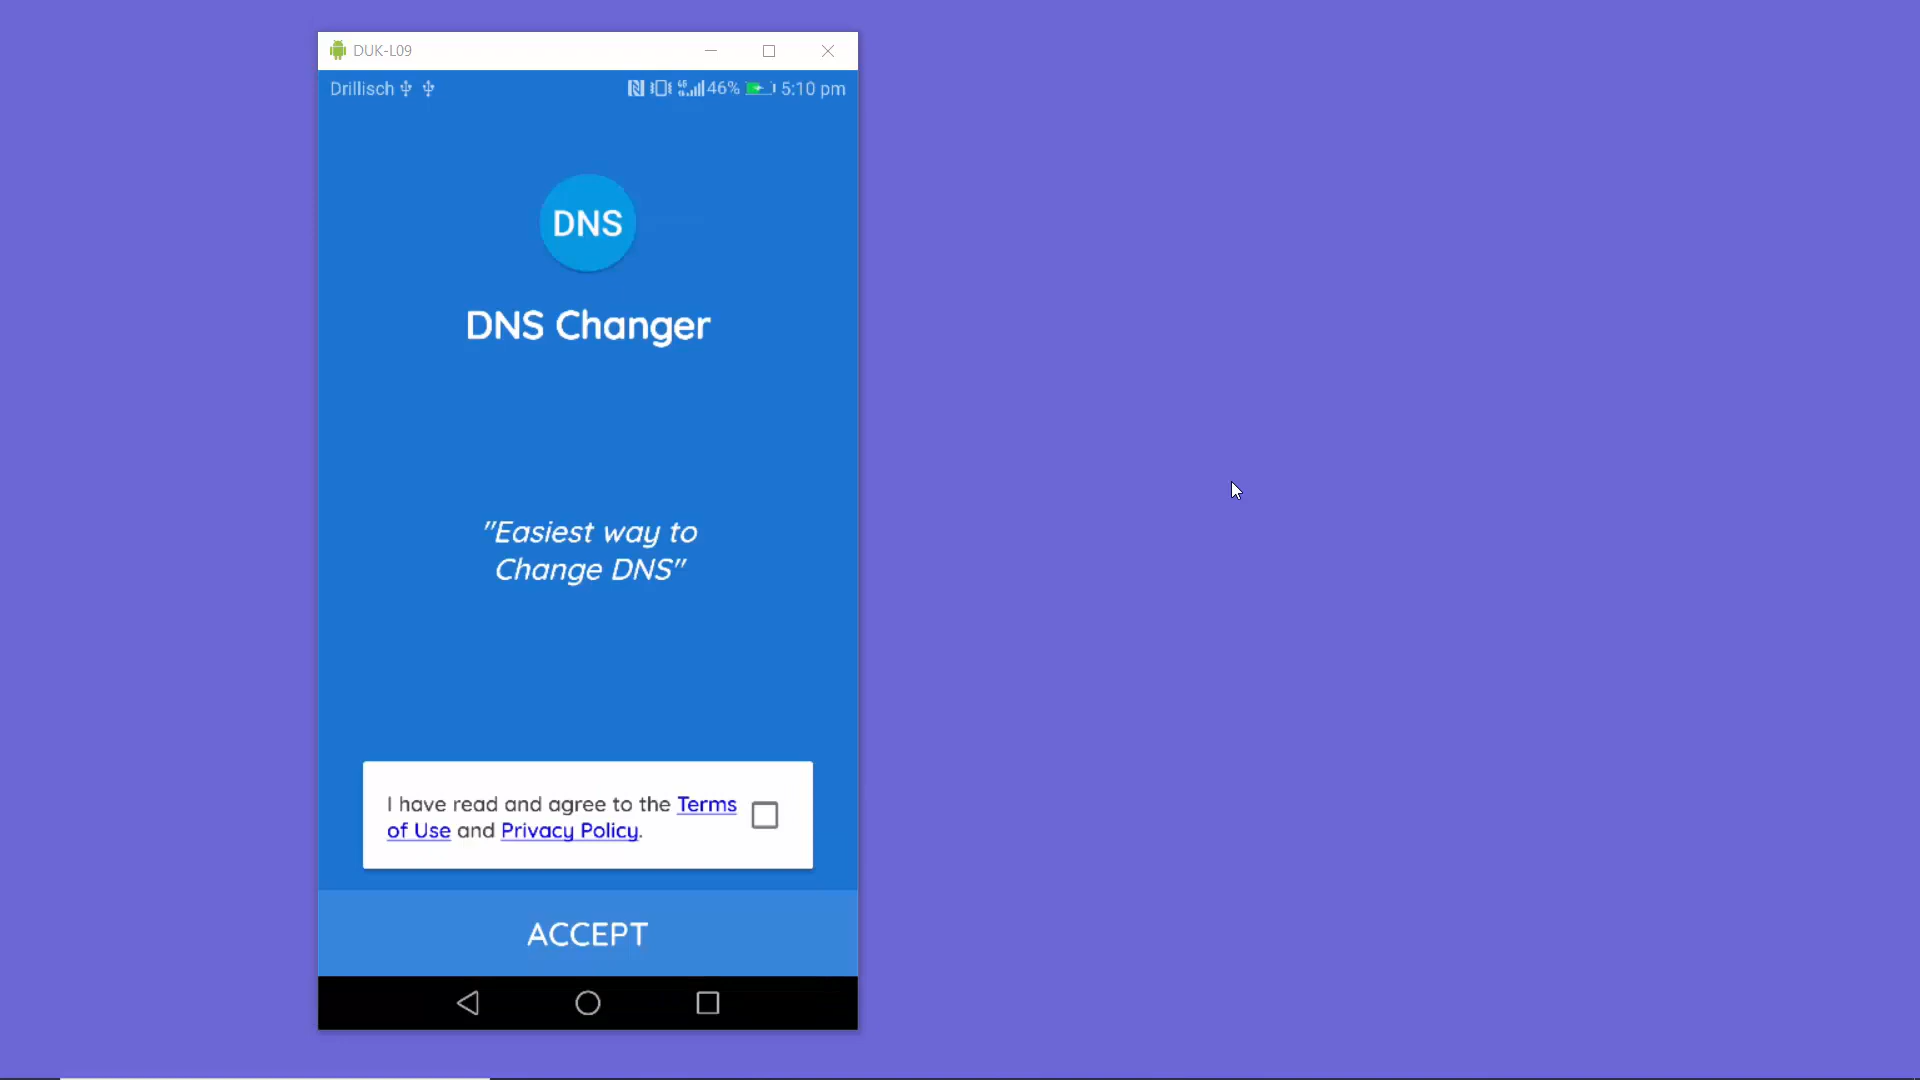 DUK-L09
Drillisch 46% 5:10 pm
DNS
DNS Changer
"Easiest way to
Change DNS"
I have read and agree to the Terms
of Use and Privacy Policy.
ACCEPT